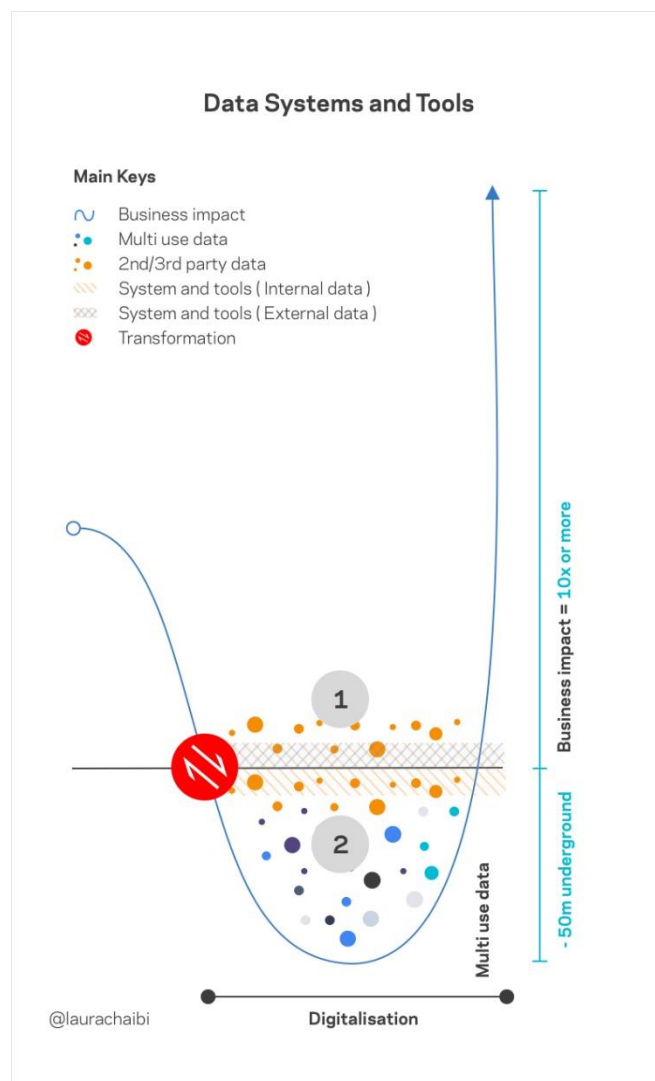 Data Systems and Tools
Main Keys
Business impact
Multi use data
2nd/3rd party data
System and tools ( Internal data )
System and tools ( External data )
Transformation
1
2
Business impact = 10x or more
- 50m underground
Multi use data
Digitalisation
@laurachaibi